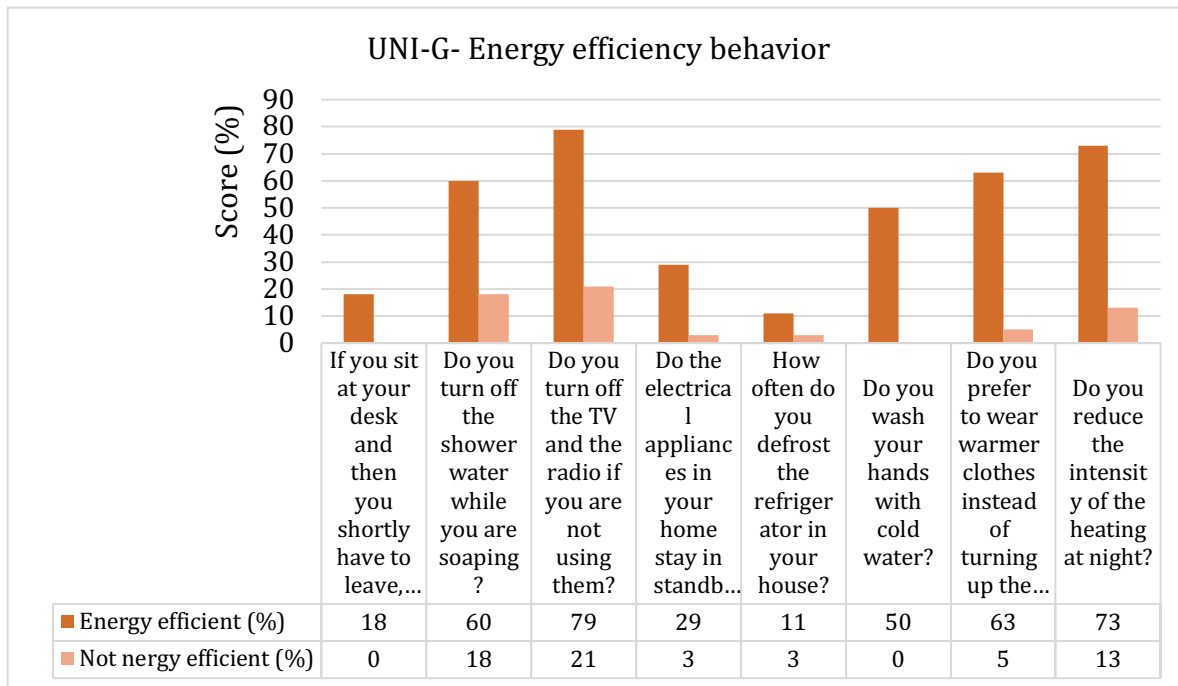 UNI-G- Energy efficiency behavior
Score (%)
90
80
70
60
50
40
30
20
10
0
If you sit
at your
desk
and
then
you
shortly
have to
leave,...
Do you
turn off
the
shower
water
while
you are
soaping
?
Do you
turn off
the TV
and the
radio if
you are
not
using
them?
Do the
electrica
l
applianc
es in
your
home
stay in
standb...
How
often do
you
defrost
the
refriger
ator in
your
house?
Do you
wash
your
hands
with
cold
water?
Do you
prefer
to wear
warmer
clothes
instead
of
turning
up the...
Do you
reduce
the
intensit
y of the
heating
at night?
Energy efficient (%) 18 60 79 29 11 50 63 73
Not nergy efficient (%) 0 18 21 3 3 0 5 13